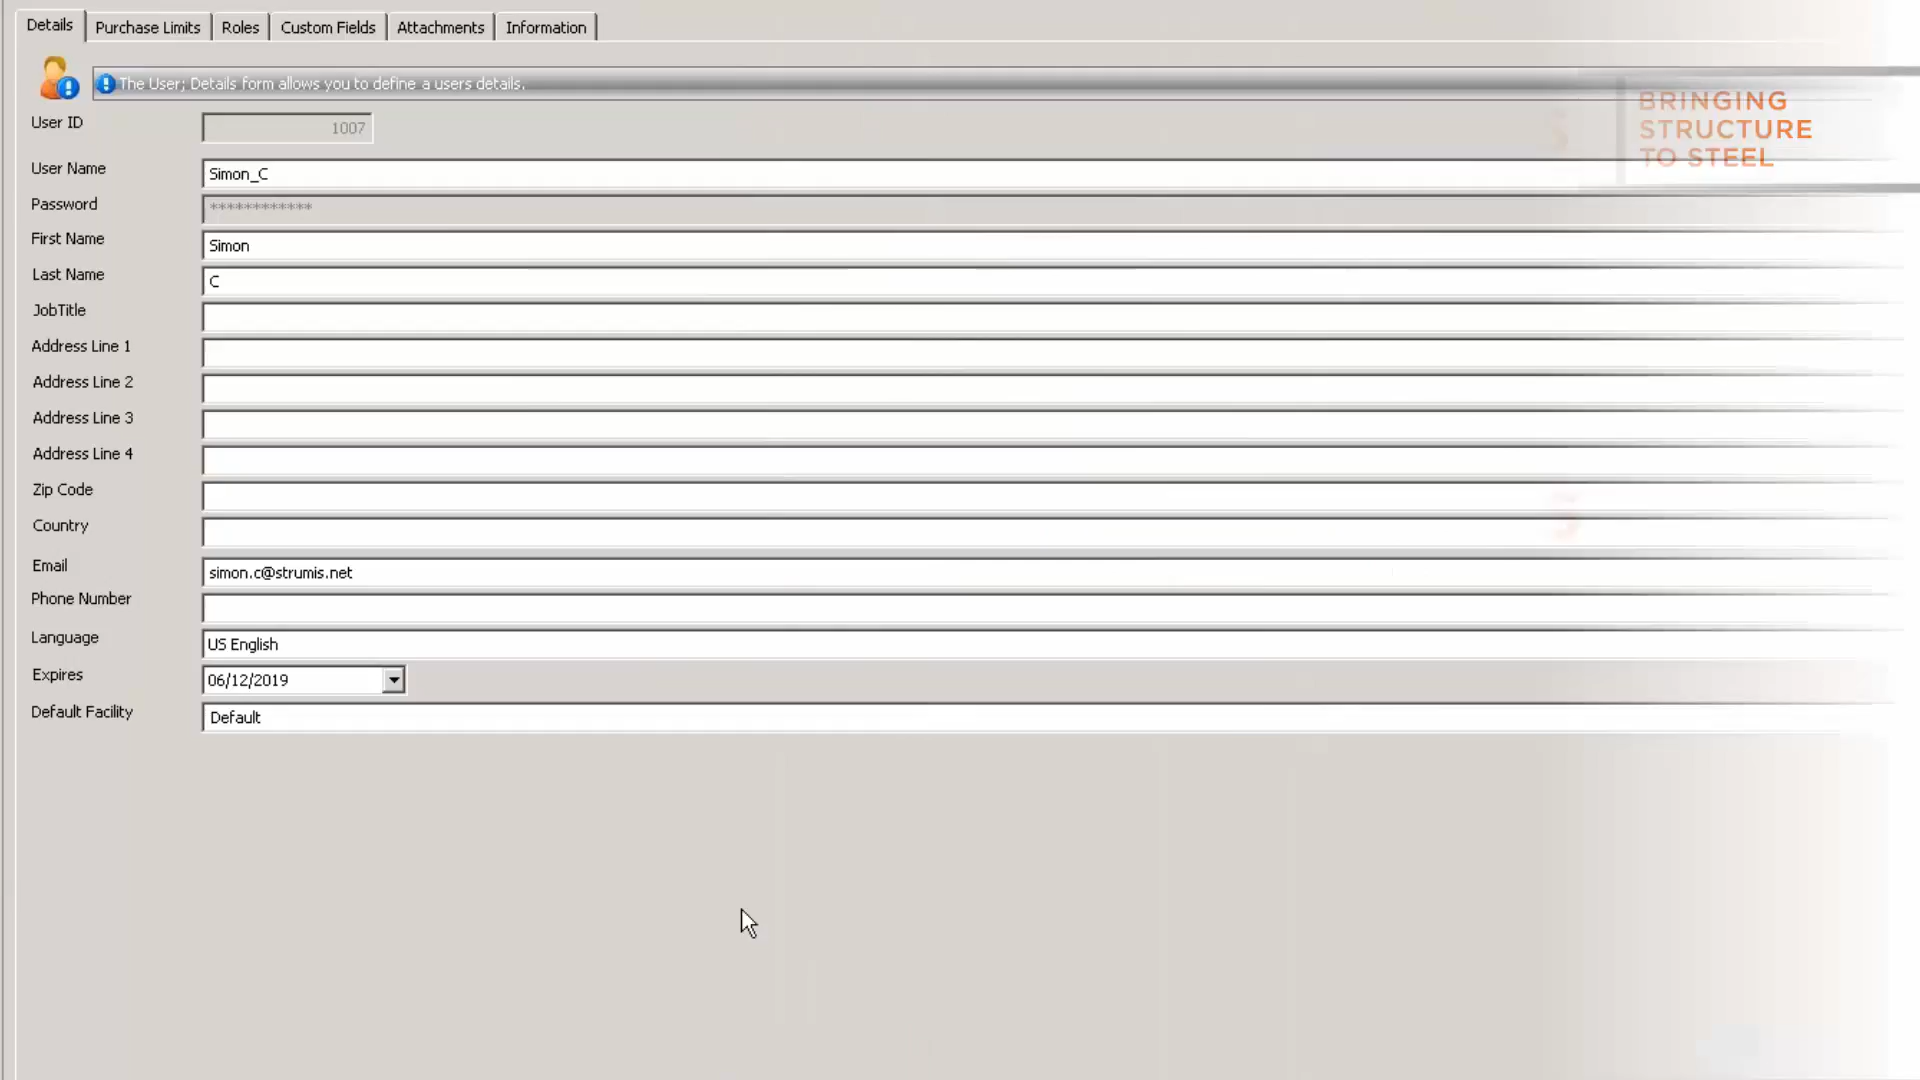 Details Purchase Limits Roles Custom Fields Attachments Information
The User; Details form allows you to define a users details.
BRINGING
STRUCTURE
TO STEEL
User ID 1007
User Name Simon_C
Password ************
First Name Simon
Last Name C
JobTitle
Address Line 1
Address Line 2
Address Line 3
Address Line 4
Zip Code
Country
Email simon.c@strumis.net
Phone Number
Language US English
Expires 06/12/2019
Default Facility Default